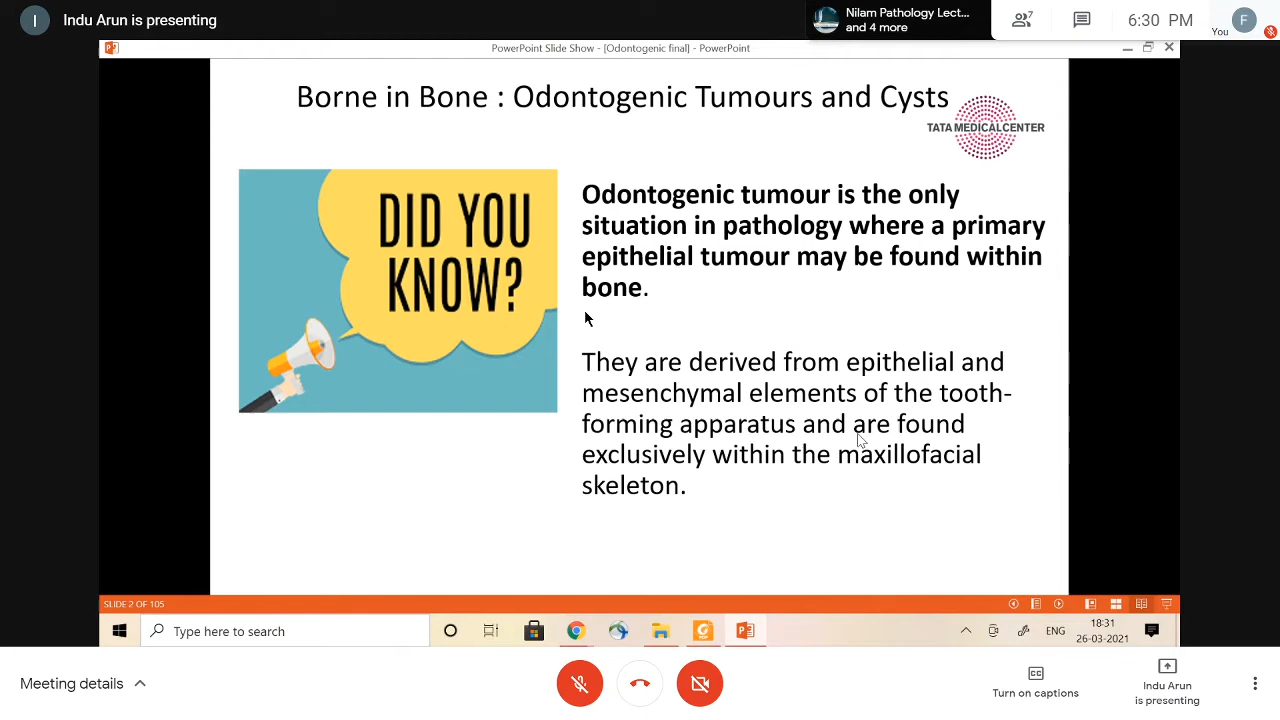 I
Indu Arun is presenting
Nilam Pathology Lect...
and 4 more
7
6:30 PM
F
You
PowerPoint Slide Show - [Odontogenic final] - PowerPoint
Borne in Bone : Odontogenic Tumours and Cysts
TATA MEDICAL CENTER
DID YOU
KNOW?
Odontogenic tumour is the only
situation in pathology where a primary
epithelial tumour may be found within
bone.
They are derived from epithelial and
mesenchymal elements of the tooth-
forming apparatus and are found
exclusively within the maxillofacial
skeleton.
SLIDE 2 OF 105
Type here to search
ENG
18:31
26-03-2021
Meeting details
CC
Turn on captions
Indu Arun
is presenting